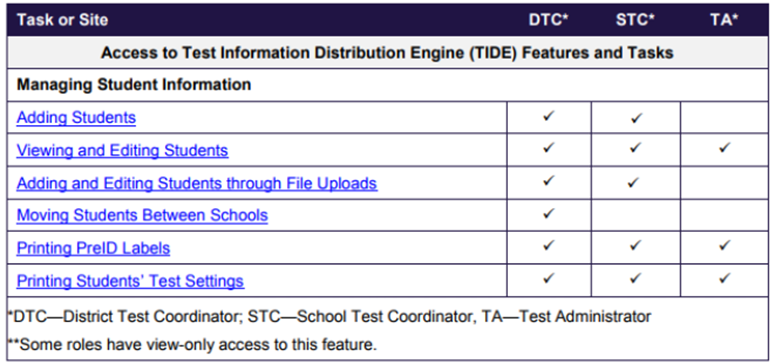 Task or Site DTC* STC* TA*
Access to Test Information Distribution Engine (TIDE) Features and Tasks
Managing Student Information
Adding Students ✓ ✓
Viewing and Editing Students ✓ ✓ ✓
Adding and Editing Students through File Uploads ✓ ✓
Moving Students Between Schools ✓
Printing PreID Labels ✓ ✓ ✓
Printing Students' Test Settings ✓ ✓ ✓
*DTC—District Test Coordinator; STC—School Test Coordinator, TA—Test Administrator
**Some roles have view-only access to this feature.